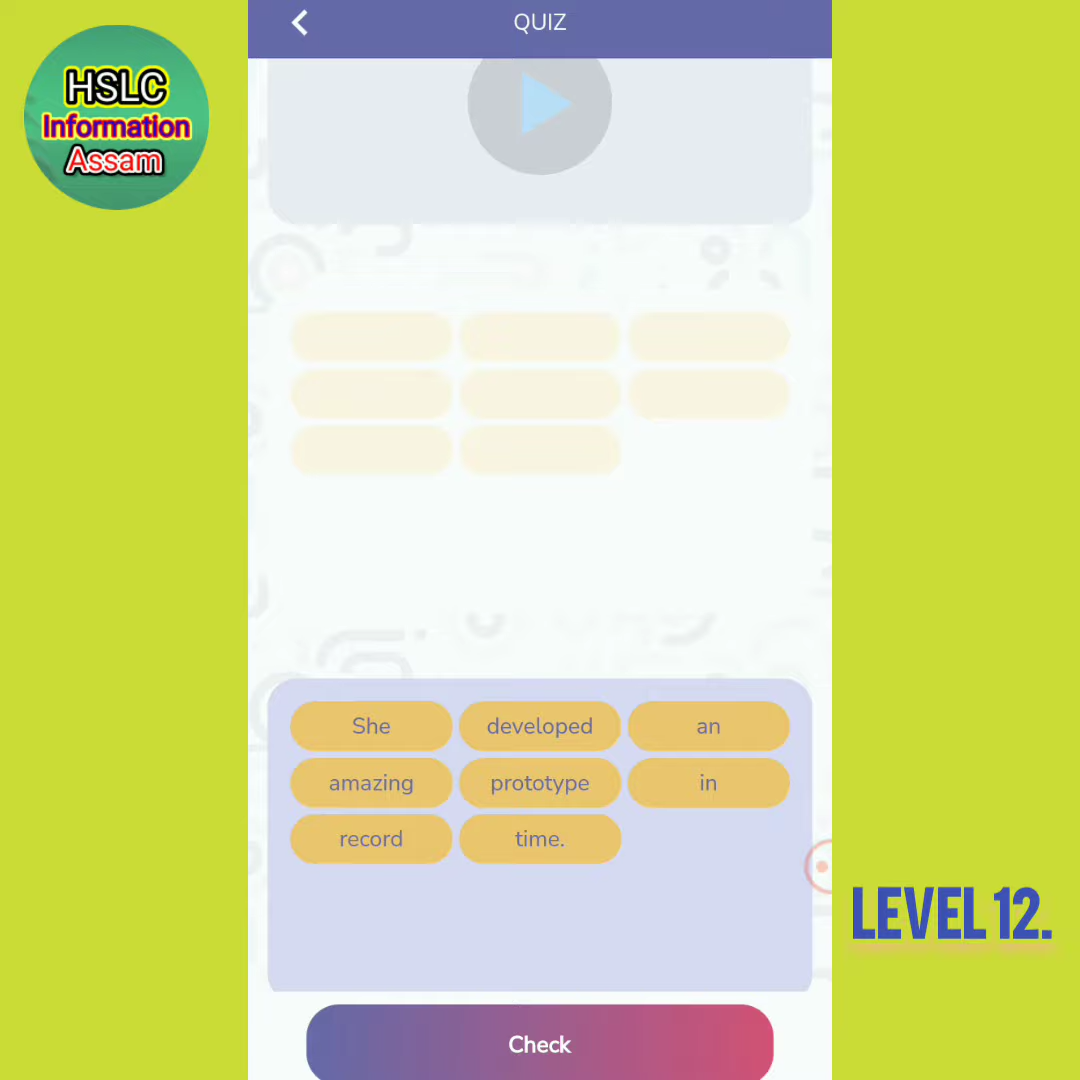 HSLC
Information
Assam
QUIZ
She developed an
amazing prototype in
record time.
LEVEL 12.
Check